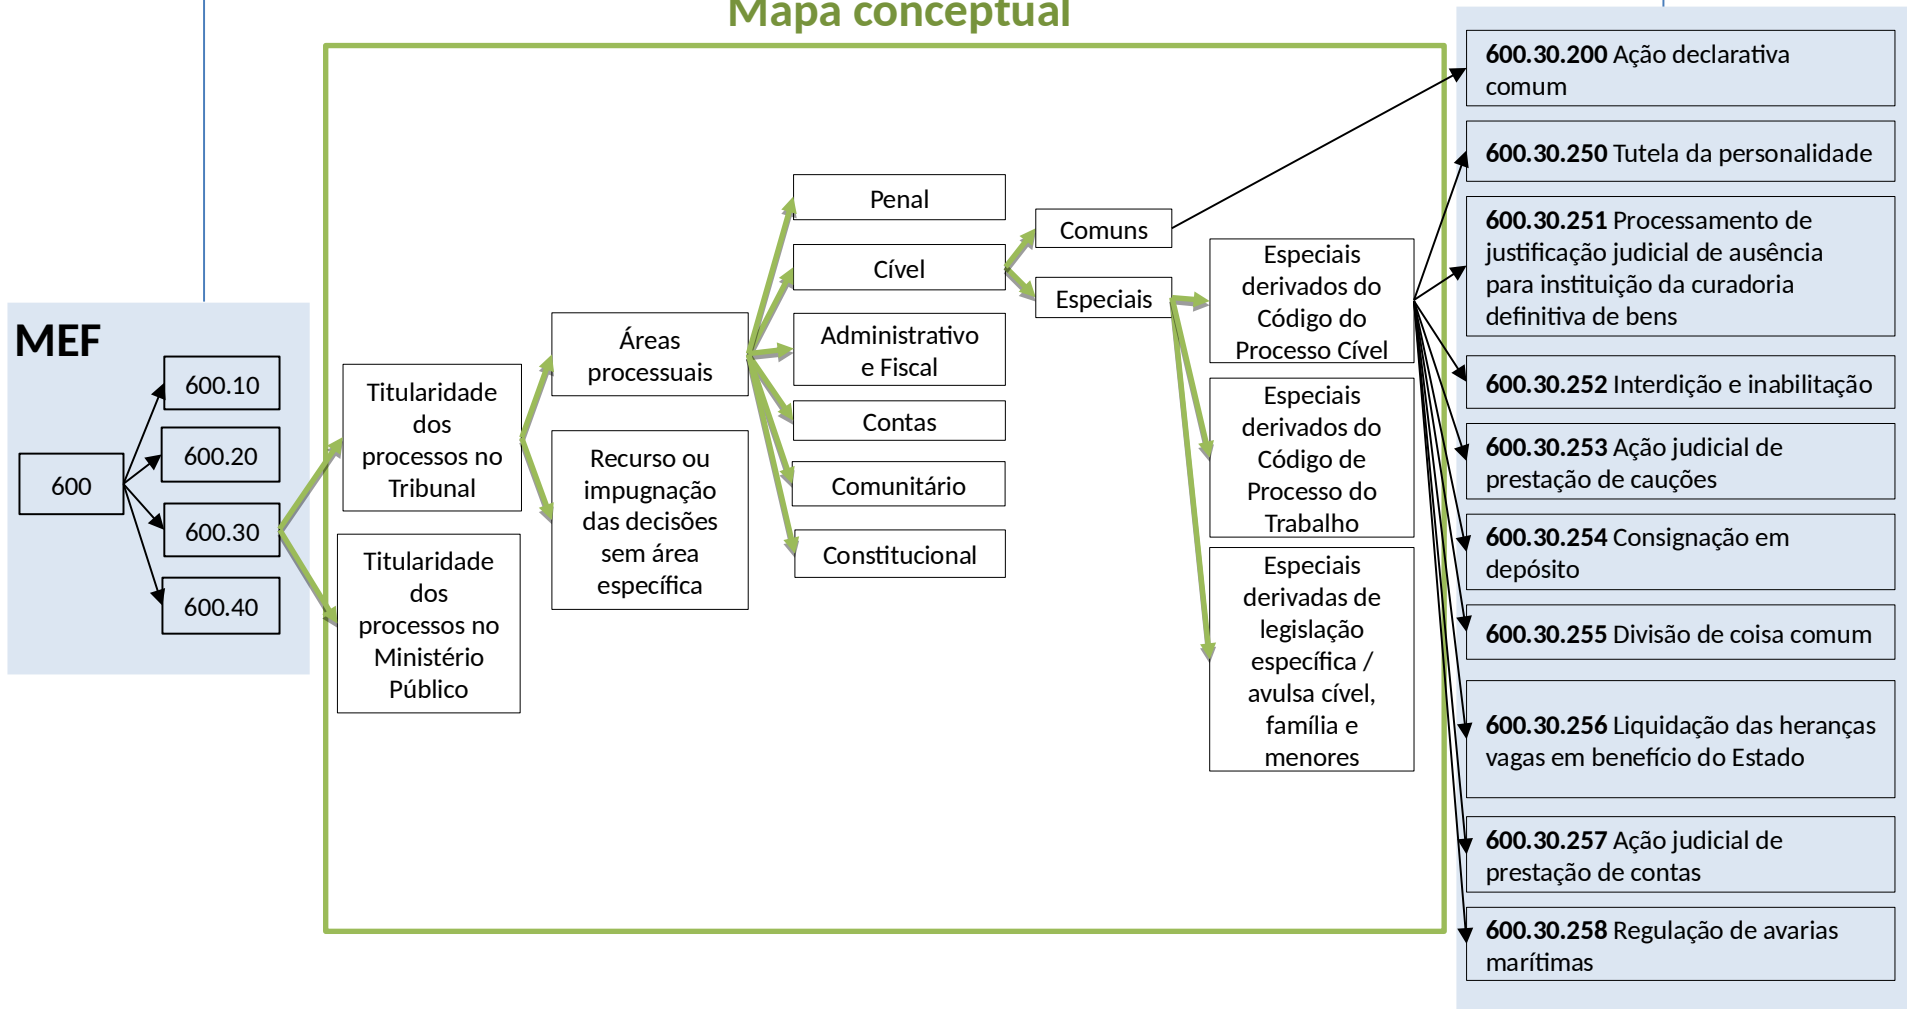 Mapa conceptual
MEF
600
600.10
600.20
600.30
600.40
Titularidade
dos
processos no
Tribunal
Titularidade
dos
processos no
Ministério
Público
Áreas
processuais
Recurso ou
impugnação
das decisões
sem área
específica
Penal
Cível
Administrativo
e Fiscal
Contas
Comunitário
Constitucional
Comuns
Especiais
Especiais
derivados do
Código do
Processo Cível
Especiais
derivados do
Código de
Processo do
Trabalho
Especiais
derivadas de
legislação
específica /
avulsa cível,
família e
menores
600.30.200 Ação declarativa
comum
600.30.250 Tutela da personalidade
600.30.251 Processamento de
justificação judicial de ausência
para instituição da curadoria
definitiva de bens
600.30.252 Interdição e inabilitação
600.30.253 Ação judicial de
prestação de cauções
600.30.254 Consignação em
depósito
600.30.255 Divisão de coisa comum
600.30.256 Liquidação das heranças
vagas em benefício do Estado
600.30.257 Ação judicial de
prestação de contas
600.30.258 Regulação de avarias
marítimas